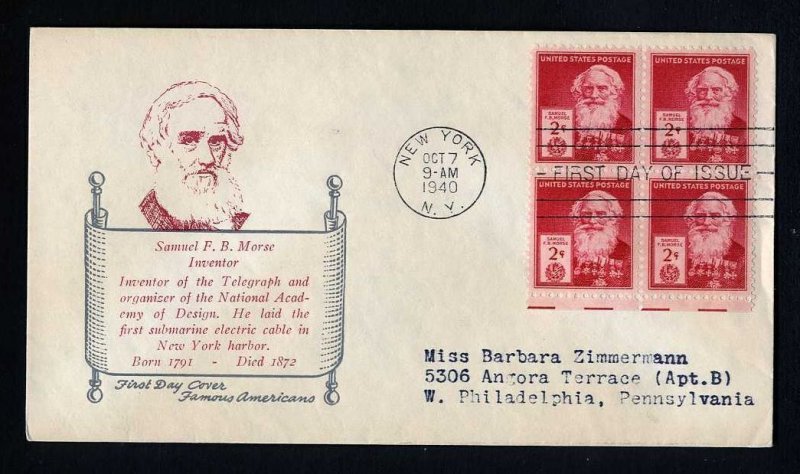 Samuel F. B. Morse
Inventor
Inventor of the Telegraph and
organizer of the National Acad-
emy of Design. He laid the
first submarine electric cable in
New York harbor.
Born 1791 - Died 1872
First Day Cover
Famous Americans
NEW YORK
OCT 7
9-AM
1940
N. Y.
UNITED STATES POSTAGE
SAMUEL
F. B. MORSE
2¢
UNITED STATES POSTAGE
SAMUEL
F. B. MORSE
2¢
FIRST DAY OF ISSUE
UNITED STATES POSTAGE
SAMUEL
F. B. MORSE
2¢
UNITED STATES POSTAGE
SAMUEL
F. B. MORSE
2¢
Miss Barbara Zimmermann
5306 Angora Terrace (Apt.B)
W. Philadelphia, Pennsylvania